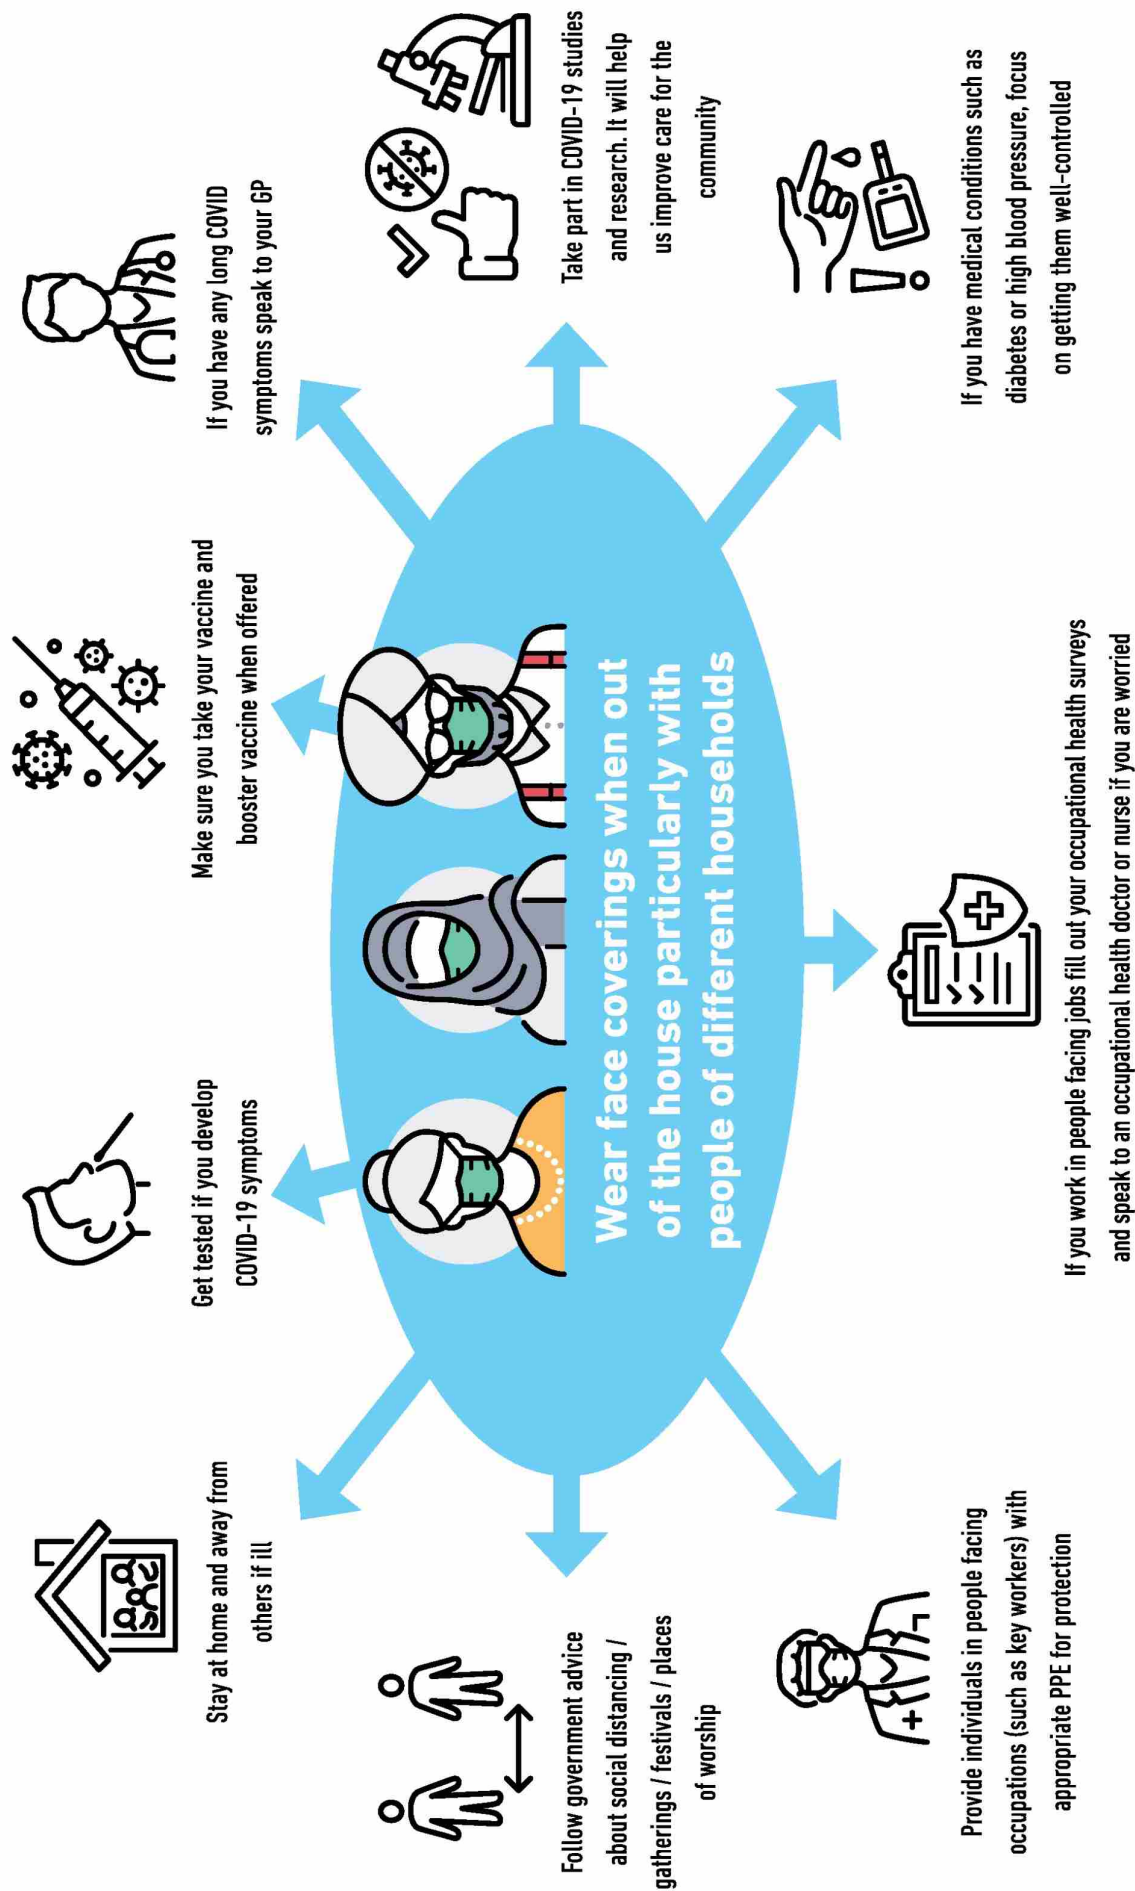 Stay at home and away from
others if ill
Get tested if you develop
COVID-19 symptoms
Make sure you take your vaccine and
booster vaccine when offered
If you have any long COVID
symptoms speak to your GP
Follow government advice
about social distancing /
gatherings / festivals / places
of worship
Wear face coverings when out
of the house particularly with
people of different households
Take part in COVID-19 studies
and research. It will help
us improve care for the
community
Provide individuals in people facing
occupations (such as key workers) with
appropriate PPE for protection
If you work in people facing jobs fill out your occupational health surveys
and speak to an occupational health doctor or nurse if you are worried
If you have medical conditions such as
diabetes or high blood pressure, focus
on getting them well-controlled